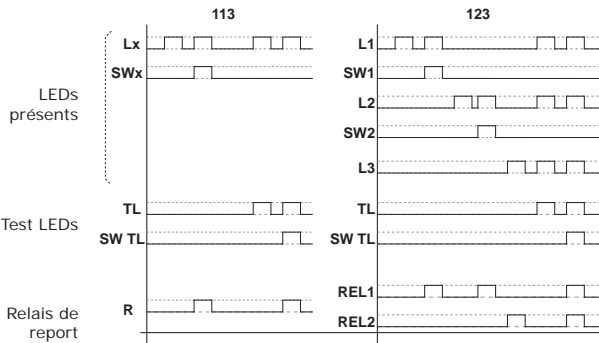 113
123
Lx
L1
SWx
SW1
LEDs
présents
L2
SW2
L3
TL
TL
Test LEDs
SW TL
SW TL
REL1
R
Relais de
report
REL2